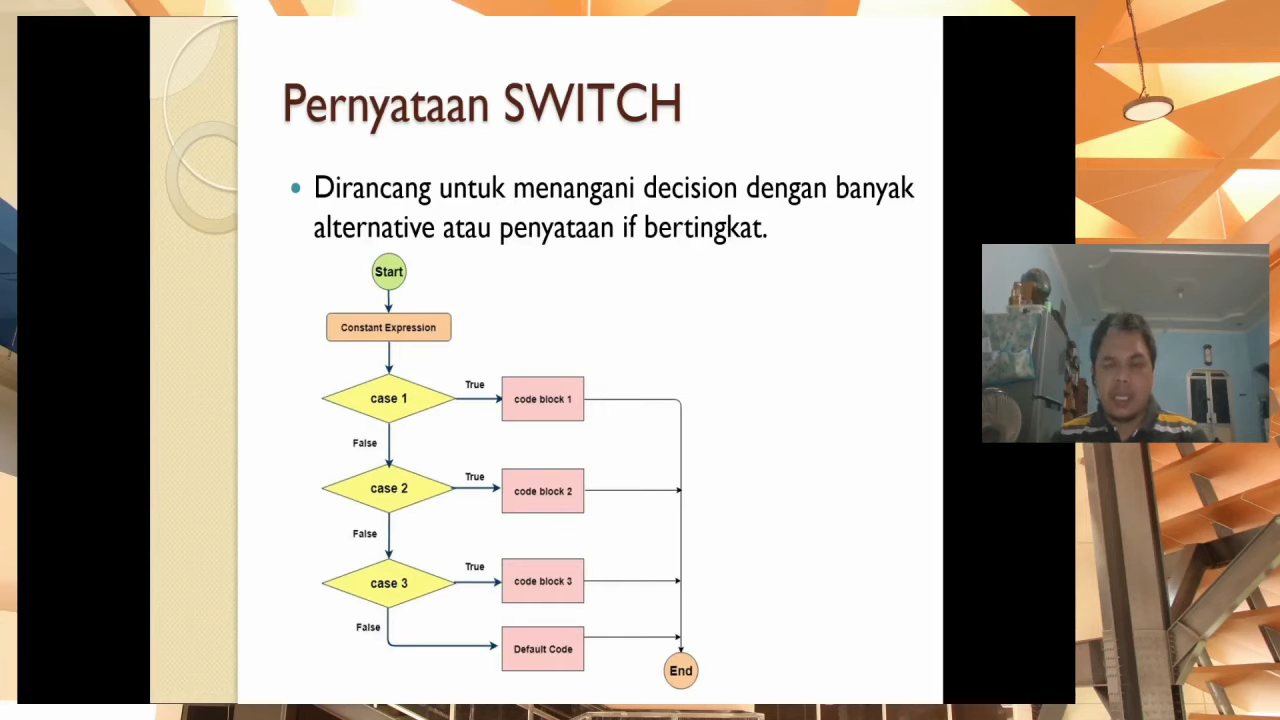 Pernyataan SWITCH
Dirancang untuk menangani decision dengan banyak
alternative atau penyataan if bertingkat.
Start
Constant Expression
case 1
True
code block 1
False
case 2
True
code block 2
False
case 3
True
code block 3
False
Default Code
End